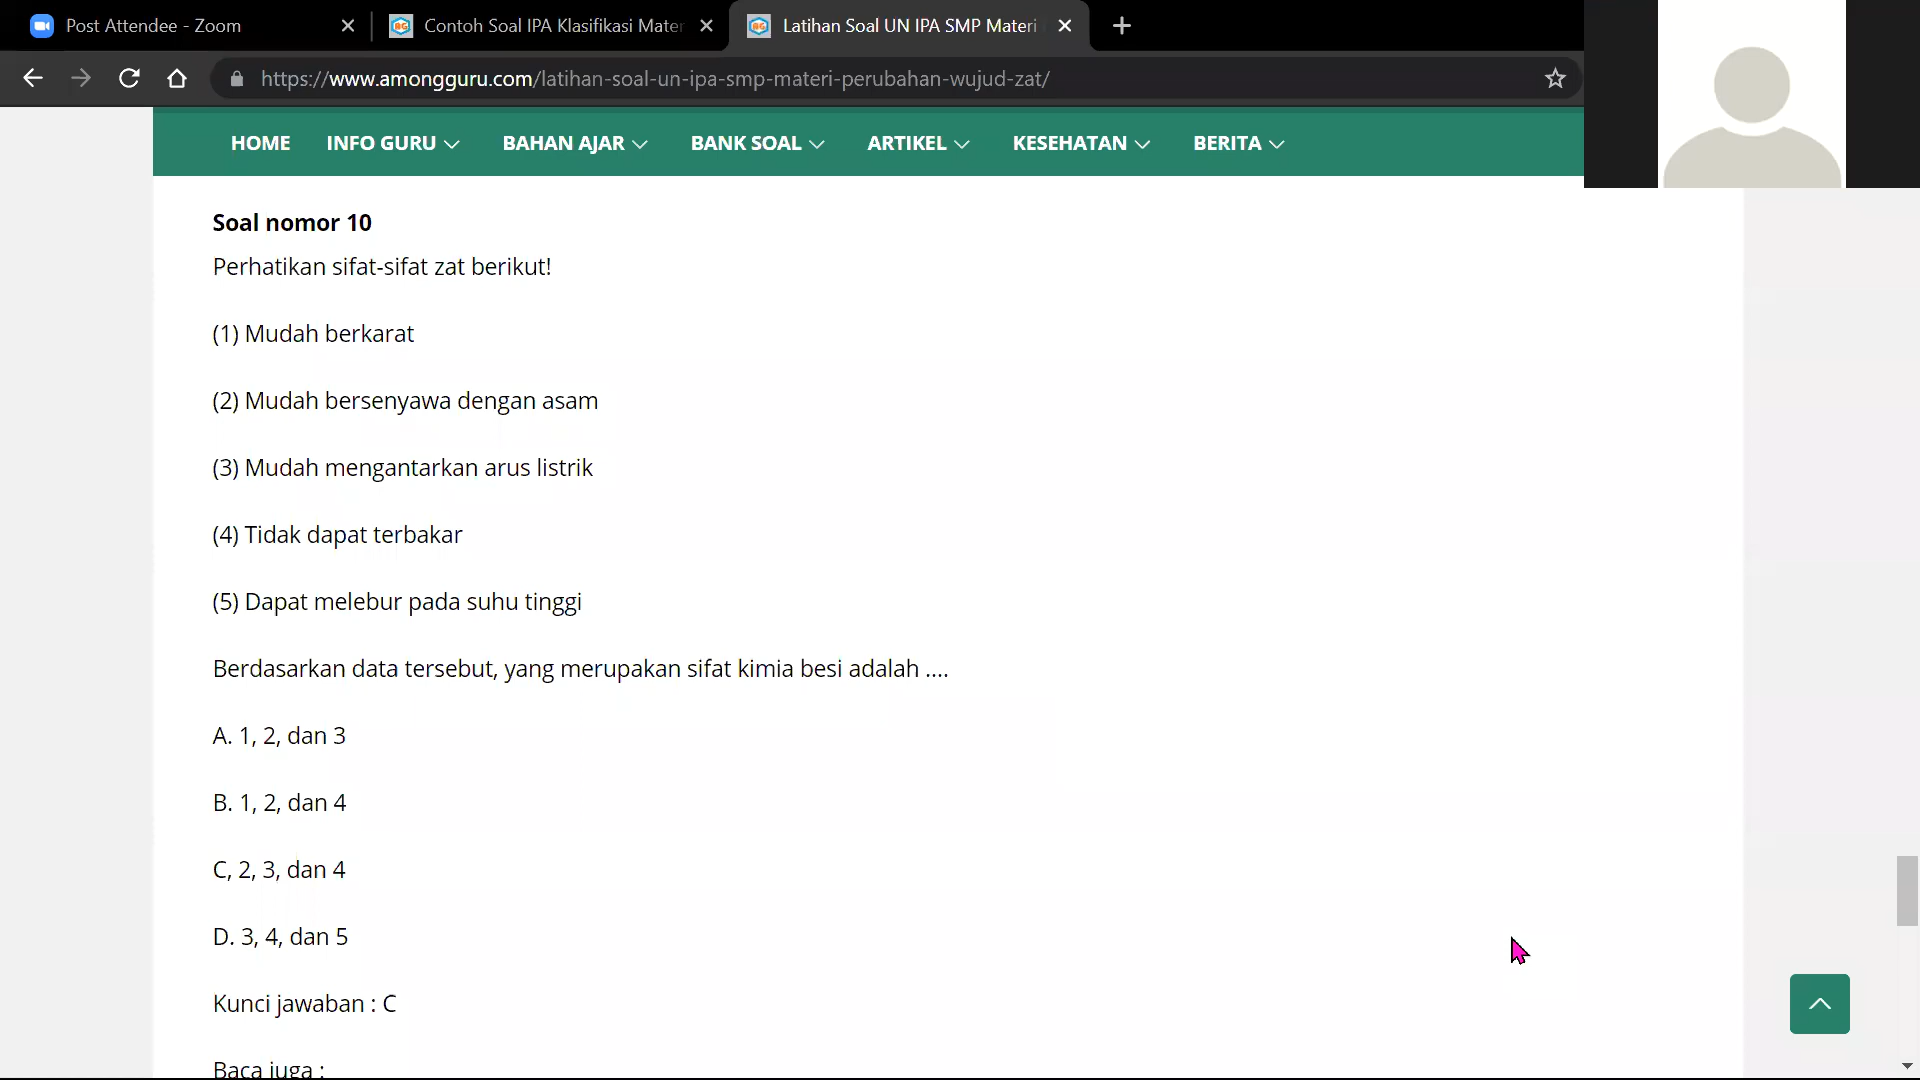 Post Attendee - Zoom
Contoh Soal IPA Klasifikasi Mater
Latihan Soal UN IPA SMP Materi
https://www.amongguru.com/latihan-soal-un-ipa-smp-materi-perubahan-wujud-zat/
HOME INFO GURU BAHAN AJAR BANK SOAL ARTIKEL KESEHATAN BERITA
Soal nomor 10
Perhatikan sifat-sifat zat berikut!
(1) Mudah berkarat
(2) Mudah bersenyawa dengan asam
(3) Mudah mengantarkan arus listrik
(4) Tidak dapat terbakar
(5) Dapat melebur pada suhu tinggi
Berdasarkan data tersebut, yang merupakan sifat kimia besi adalah ....
A. 1, 2, dan 3
B. 1, 2, dan 4
C, 2, 3, dan 4
D. 3, 4, dan 5
Kunci jawaban : C
Baca juga :